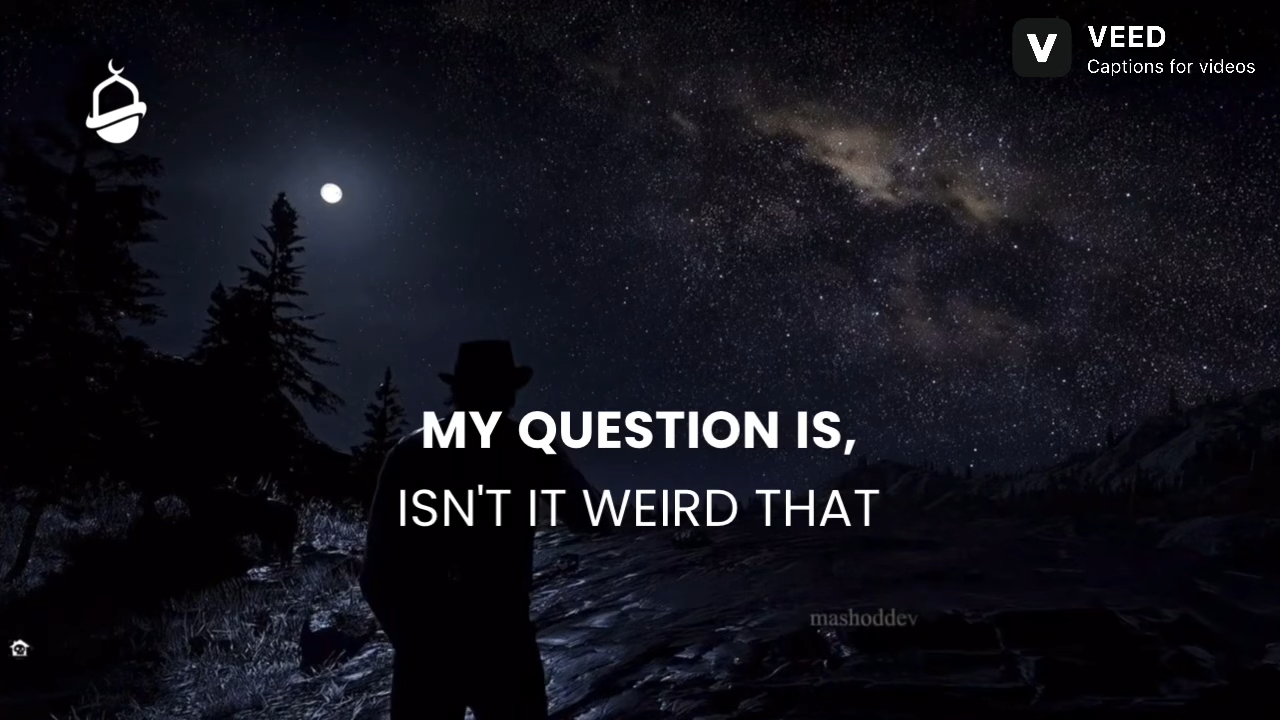 V VEED
Captions for videos
MY QUESTION IS,
ISN'T IT WEIRD THAT
mashoddev